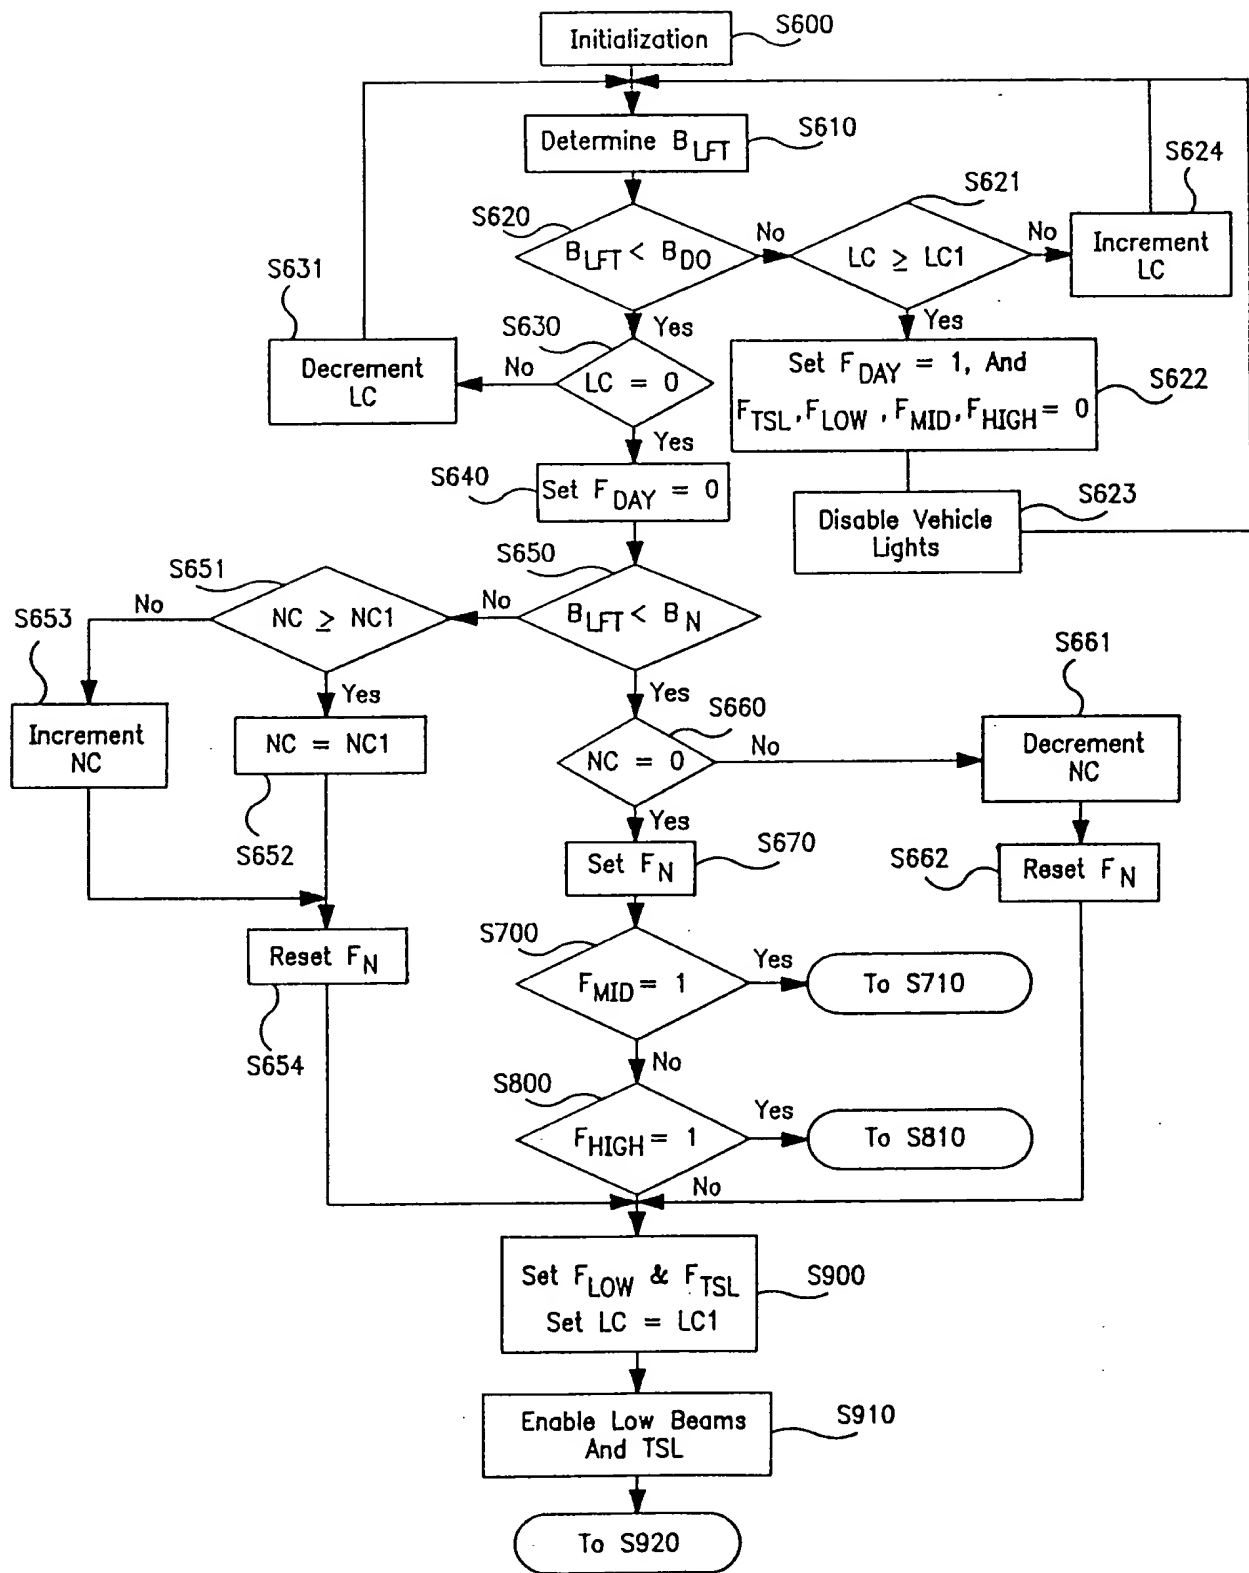 Initialization
S600
Determine B_LFT
S610
S620
B_LFT < B_DO
No
S621
LC ≥ LC1
No
S624
Increment
LC
S631
Decrement
LC
No
Yes
S630
LC = 0
Yes
Set F_DAY = 1, And
F_TSL, F_LOW, F_MID, F_HIGH = 0
S622
Yes
S640
Set F_DAY = 0
Disable Vehicle
Lights
S623
S650
B_LFT < B_N
No
S651
NC ≥ NC1
No
S653
Increment
NC
Yes
NC = NC1
S652
Yes
S660
NC = 0
No
S661
Decrement
NC
Yes
Set F_N
S670
S662
Reset F_N
Reset F_N
S654
S700
F_MID = 1
Yes
To S710
No
S800
F_HIGH = 1
Yes
To S810
No
Set F_LOW & F_TSL
Set LC = LC1
S900
Enable Low Beams
And TSL
S910
To S920